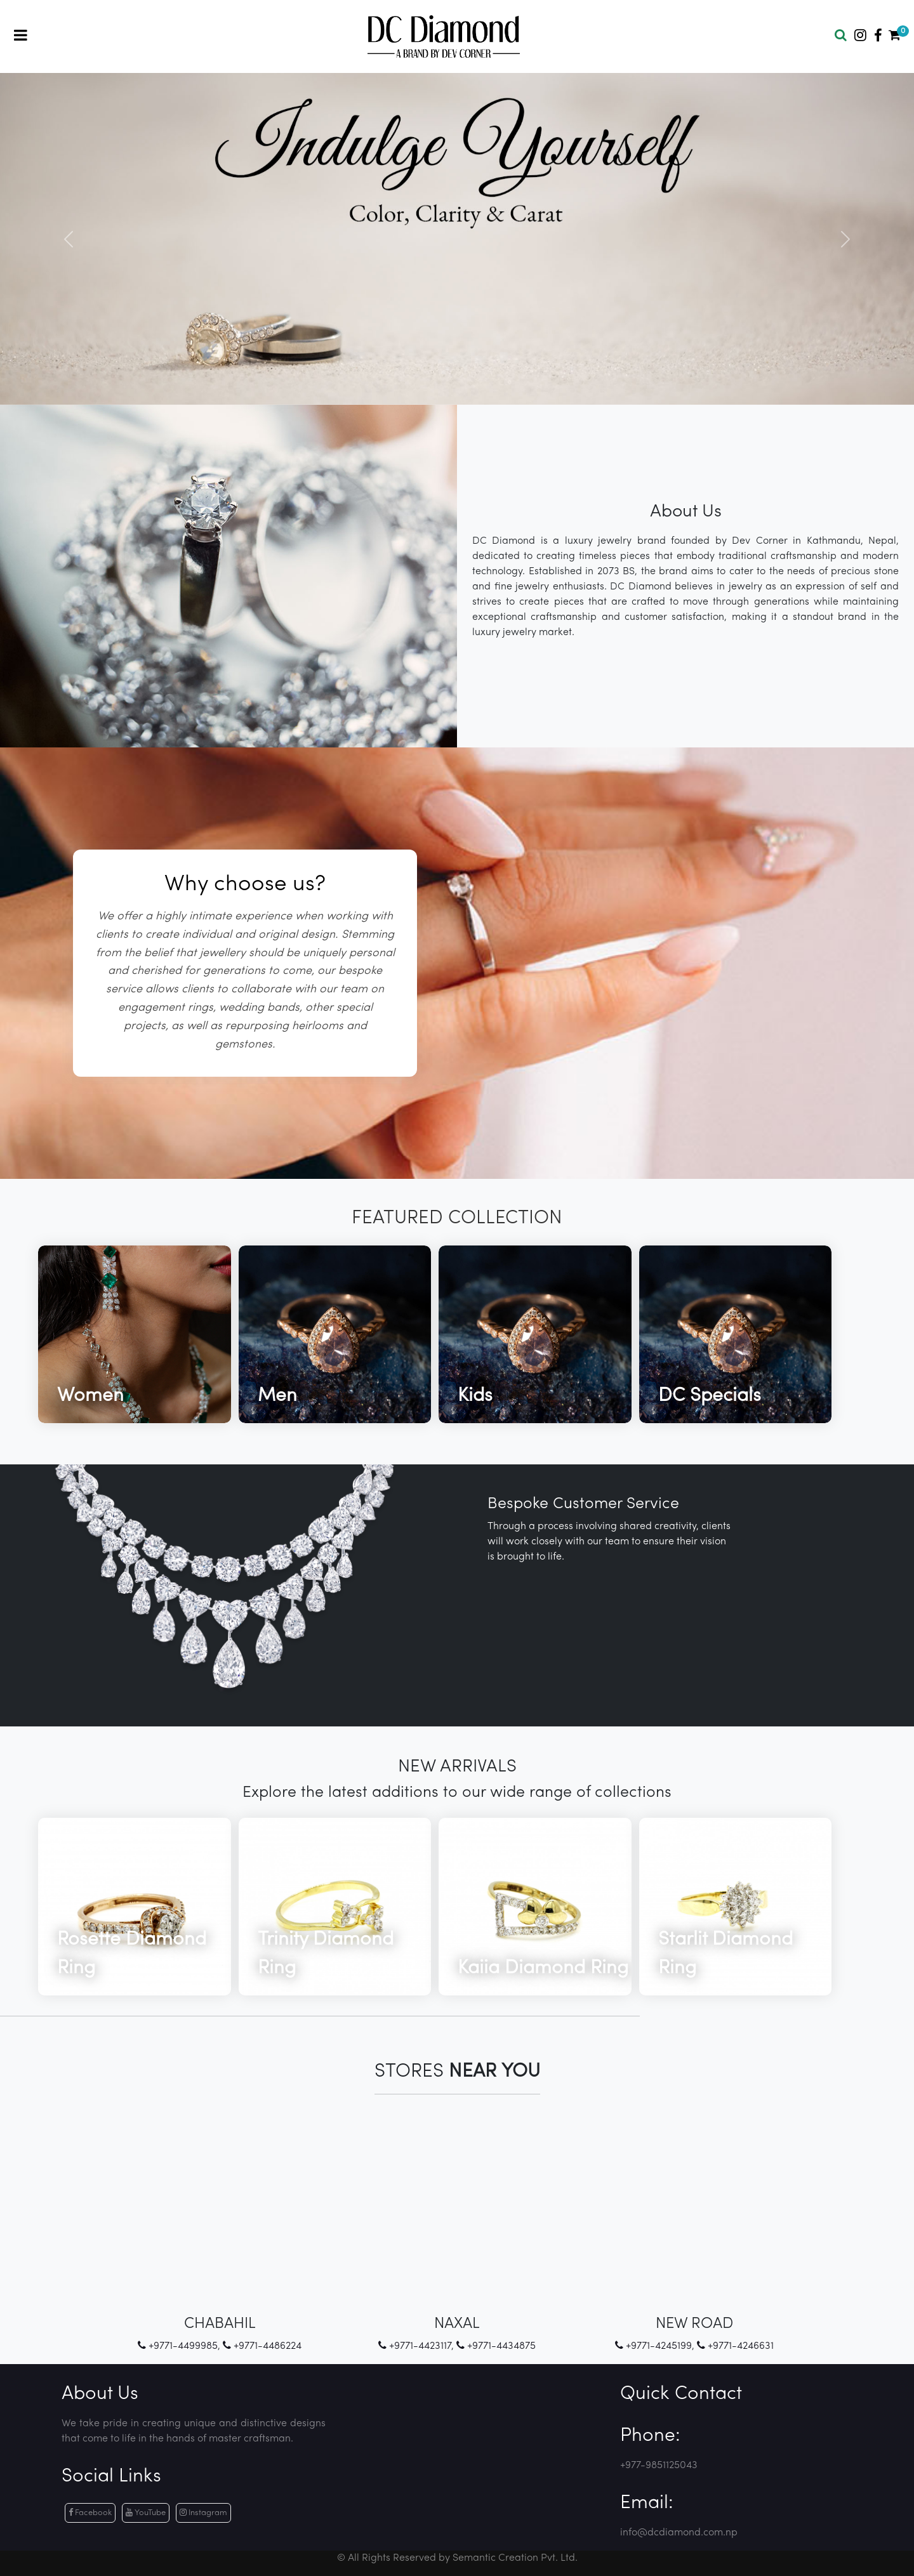 DC Diamond
A BRAND BY DEV CORNER
0
Indulge Yourself
Color, Clarity & Carat
About Us
DC Diamond is a luxury jewelry brand founded by Dev Corner in Kathmandu, Nepal,
dedicated to creating timeless pieces that embody traditional craftsmanship and modern
technology. Established in 2073 BS, the brand aims to cater to the needs of precious stone
and fine jewelry enthusiasts. DC Diamond believes in jewelry as an expression of self and
strives to create pieces that are crafted to move through generations while maintaining
exceptional craftsmanship and customer satisfaction, making it a standout brand in the
luxury jewelry market.
Why choose us?
We offer a highly intimate experience when working with
clients to create individual and original design. Stemming
from the belief that jewellery should be uniquely personal
and cherished for generations to come, our bespoke
service allows clients to collaborate with our team on
engagement rings, wedding bands, other special
projects, as well as repurposing heirlooms and
gemstones.
FEATURED COLLECTION
Women
Men
Kids
DC Specials
Bespoke Customer Service
Through a process involving shared creativity, clients
will work closely with our team to ensure their vision
is brought to life.
NEW ARRIVALS
Explore the latest additions to our wide range of collections
Rosette Diamond
Ring
Trinity Diamond
Ring
Kaiia Diamond Ring
Starlit Diamond
Ring
STORES NEAR YOU
CHABAHIL
+9771-4499985, +9771-4486224
NAXAL
+9771-4423117, +9771-4434875
NEW ROAD
+9771-4245199, +9771-4246631
About Us
We take pride in creating unique and distinctive designs
that come to life in the hands of master craftsman.
Social Links
Facebook
YouTube
Instagram
Quick Contact
Phone:
+977-9851125043
Email:
info@dcdiamond.com.np
© All Rights Reserved by Semantic Creation Pvt. Ltd.